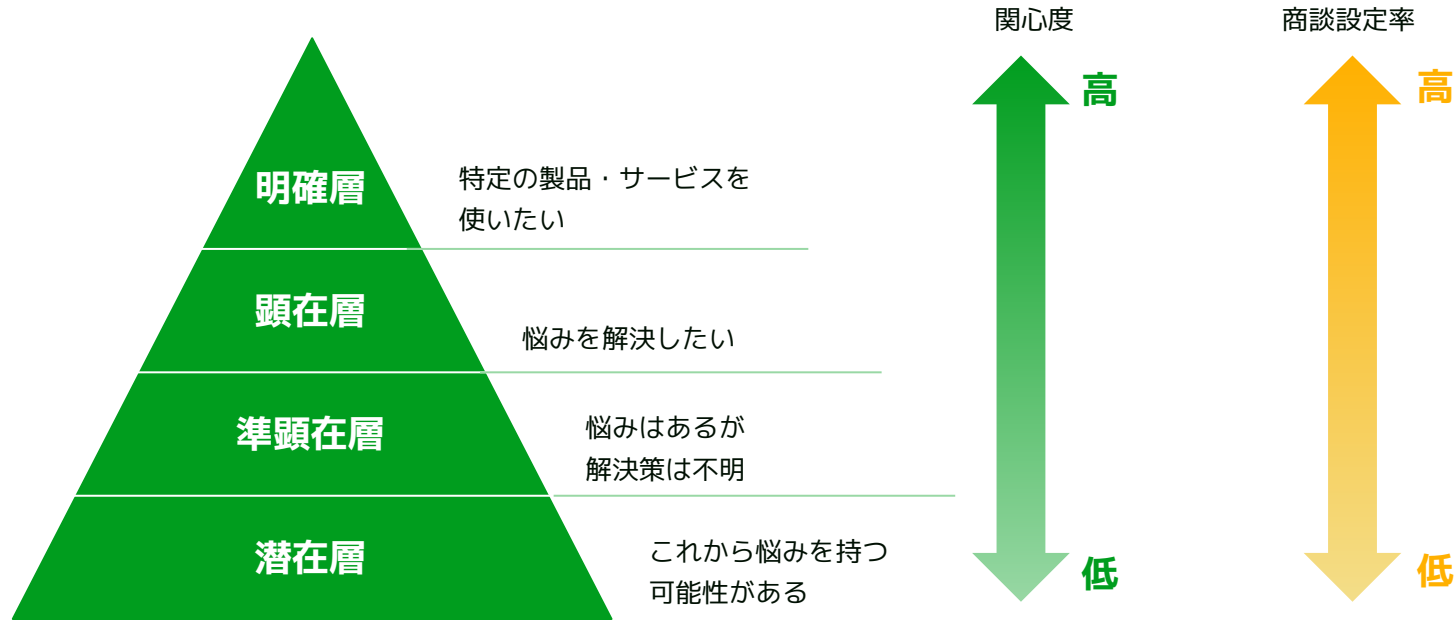 関心度
商談設定率
高
高
明確層
特定の製品・サービスを
使いたい
顕在層
悩みを解決したい
準顕在層
悩みはあるが
解決策は不明
潜在層
これから悩みを持つ
可能性がある
低
低